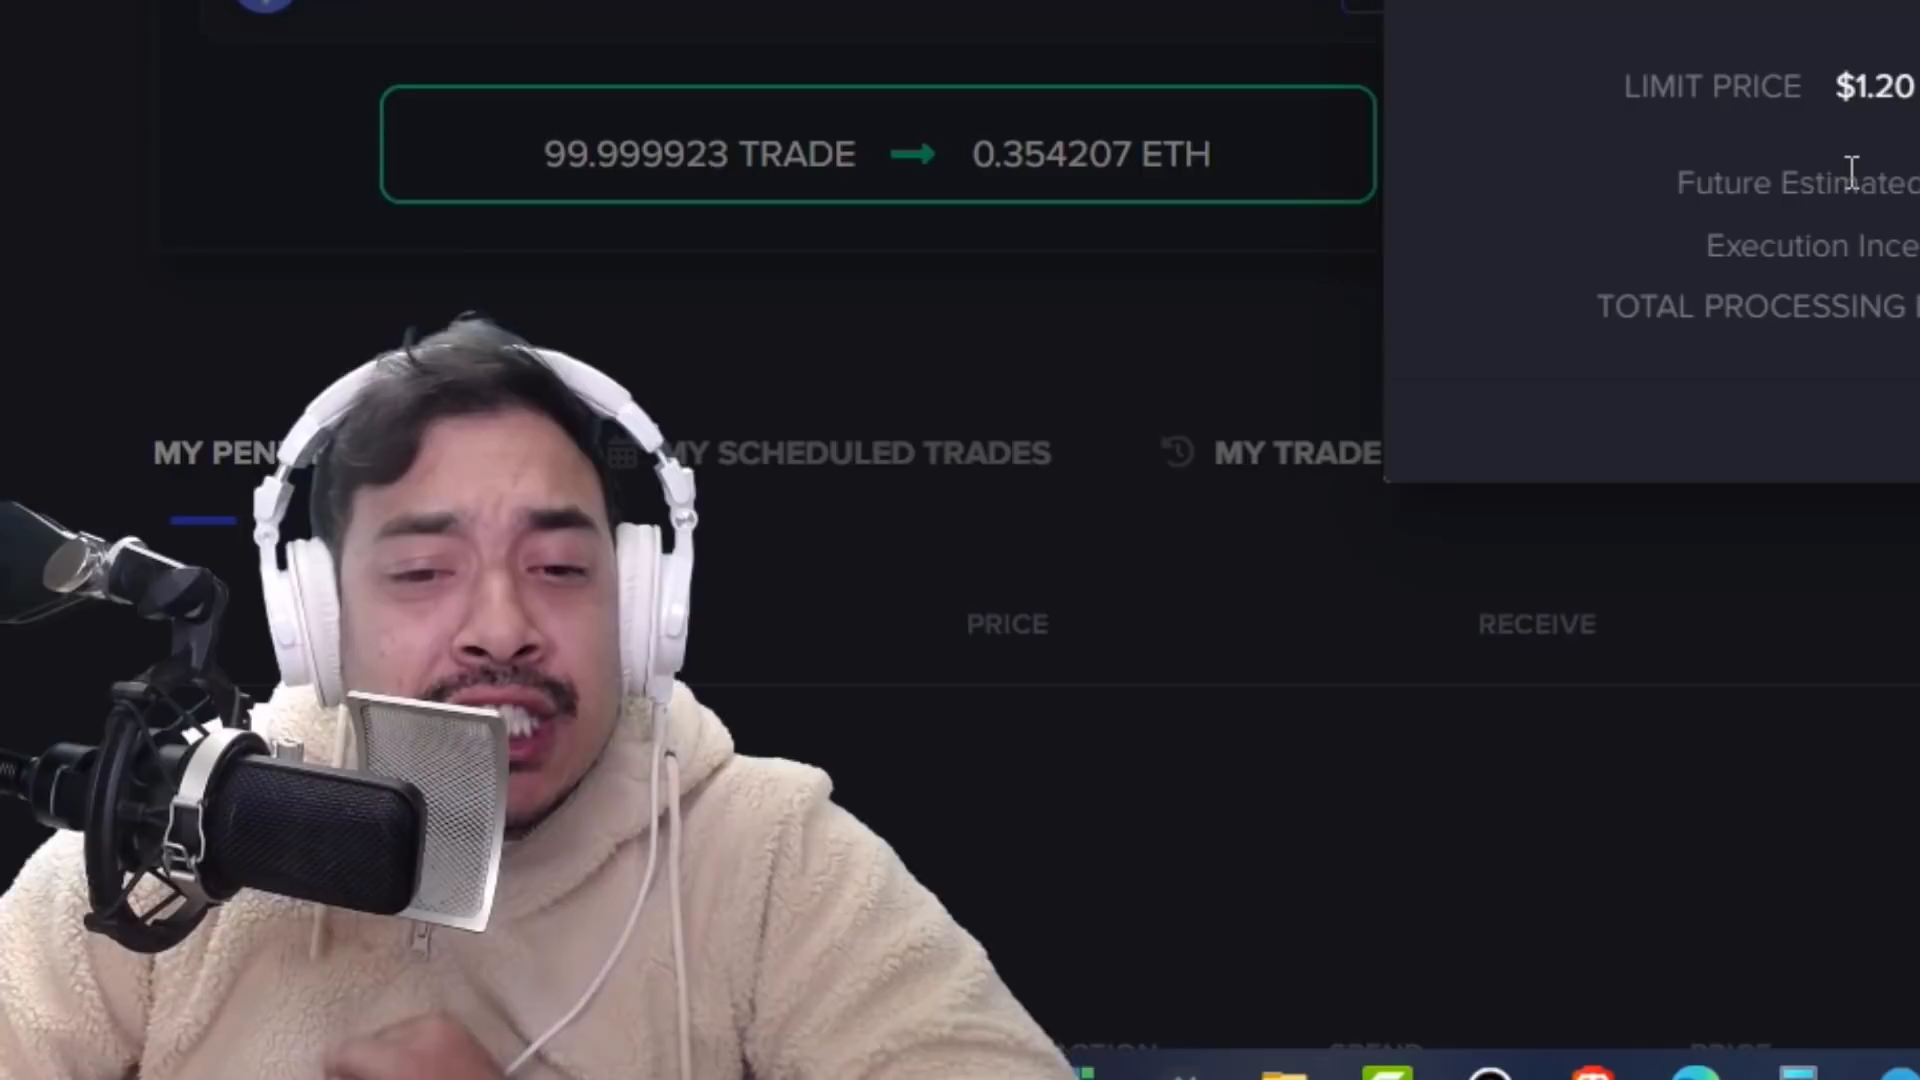 LIMIT PRICE $1.20
99.999923 TRADE → 0.354207 ETH
Future Estimated
Execution Ince
TOTAL PROCESSING
MY PEN MY SCHEDULED TRADES MY TRADE
PRICE RECEIVE